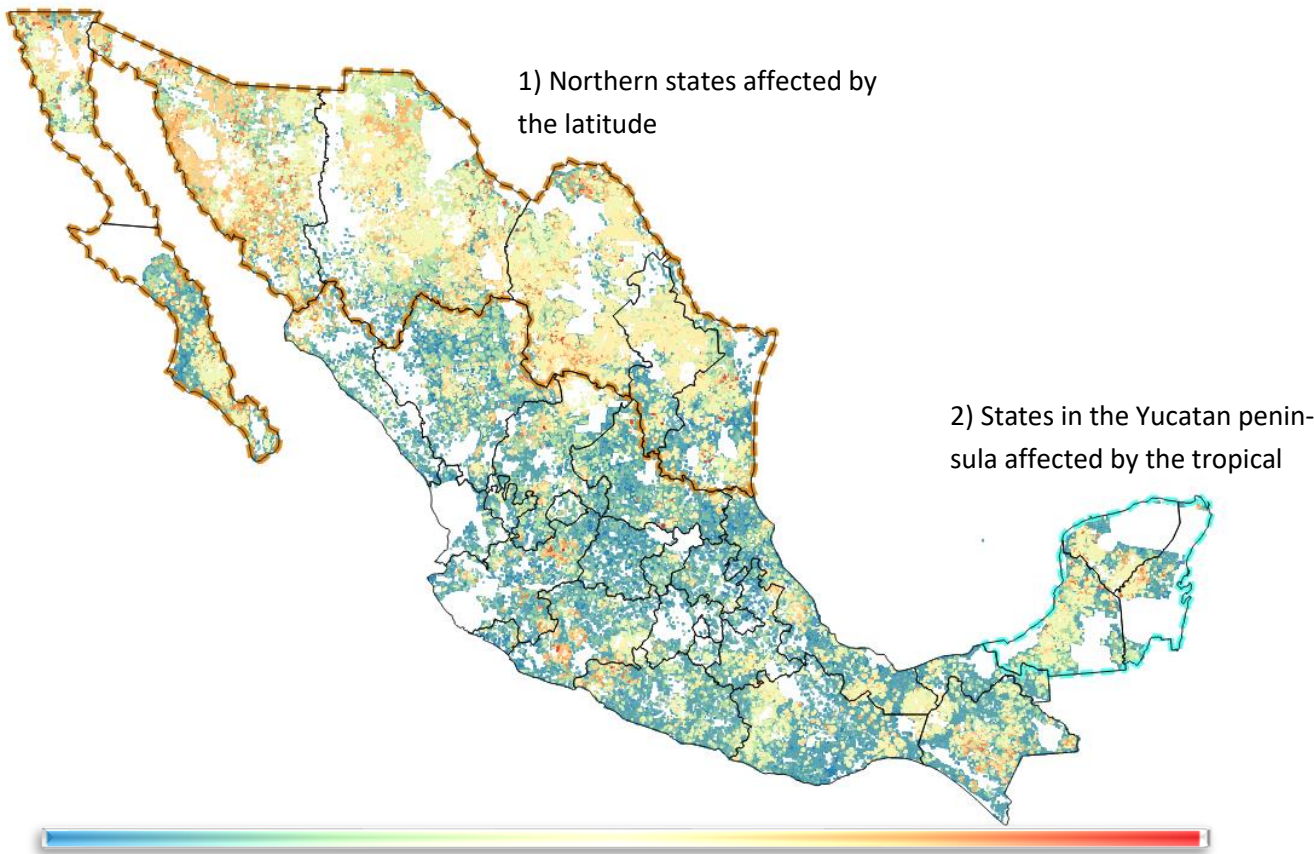 1) Northern states affected by
the latitude
2) States in the Yucatan penin-
sula affected by the tropical